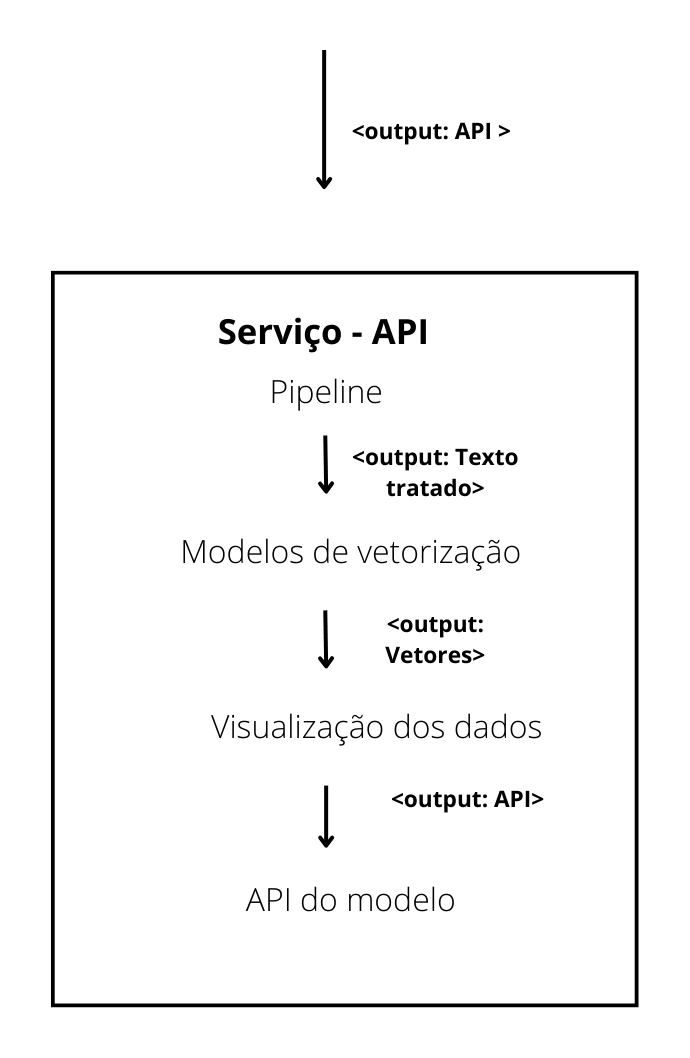 <output: API >
Serviço - API
Pipeline
<output: Texto
tratado>
Modelos de vetorização
<output:
Vetores>
Visualização dos dados
<output: API>
API do modelo